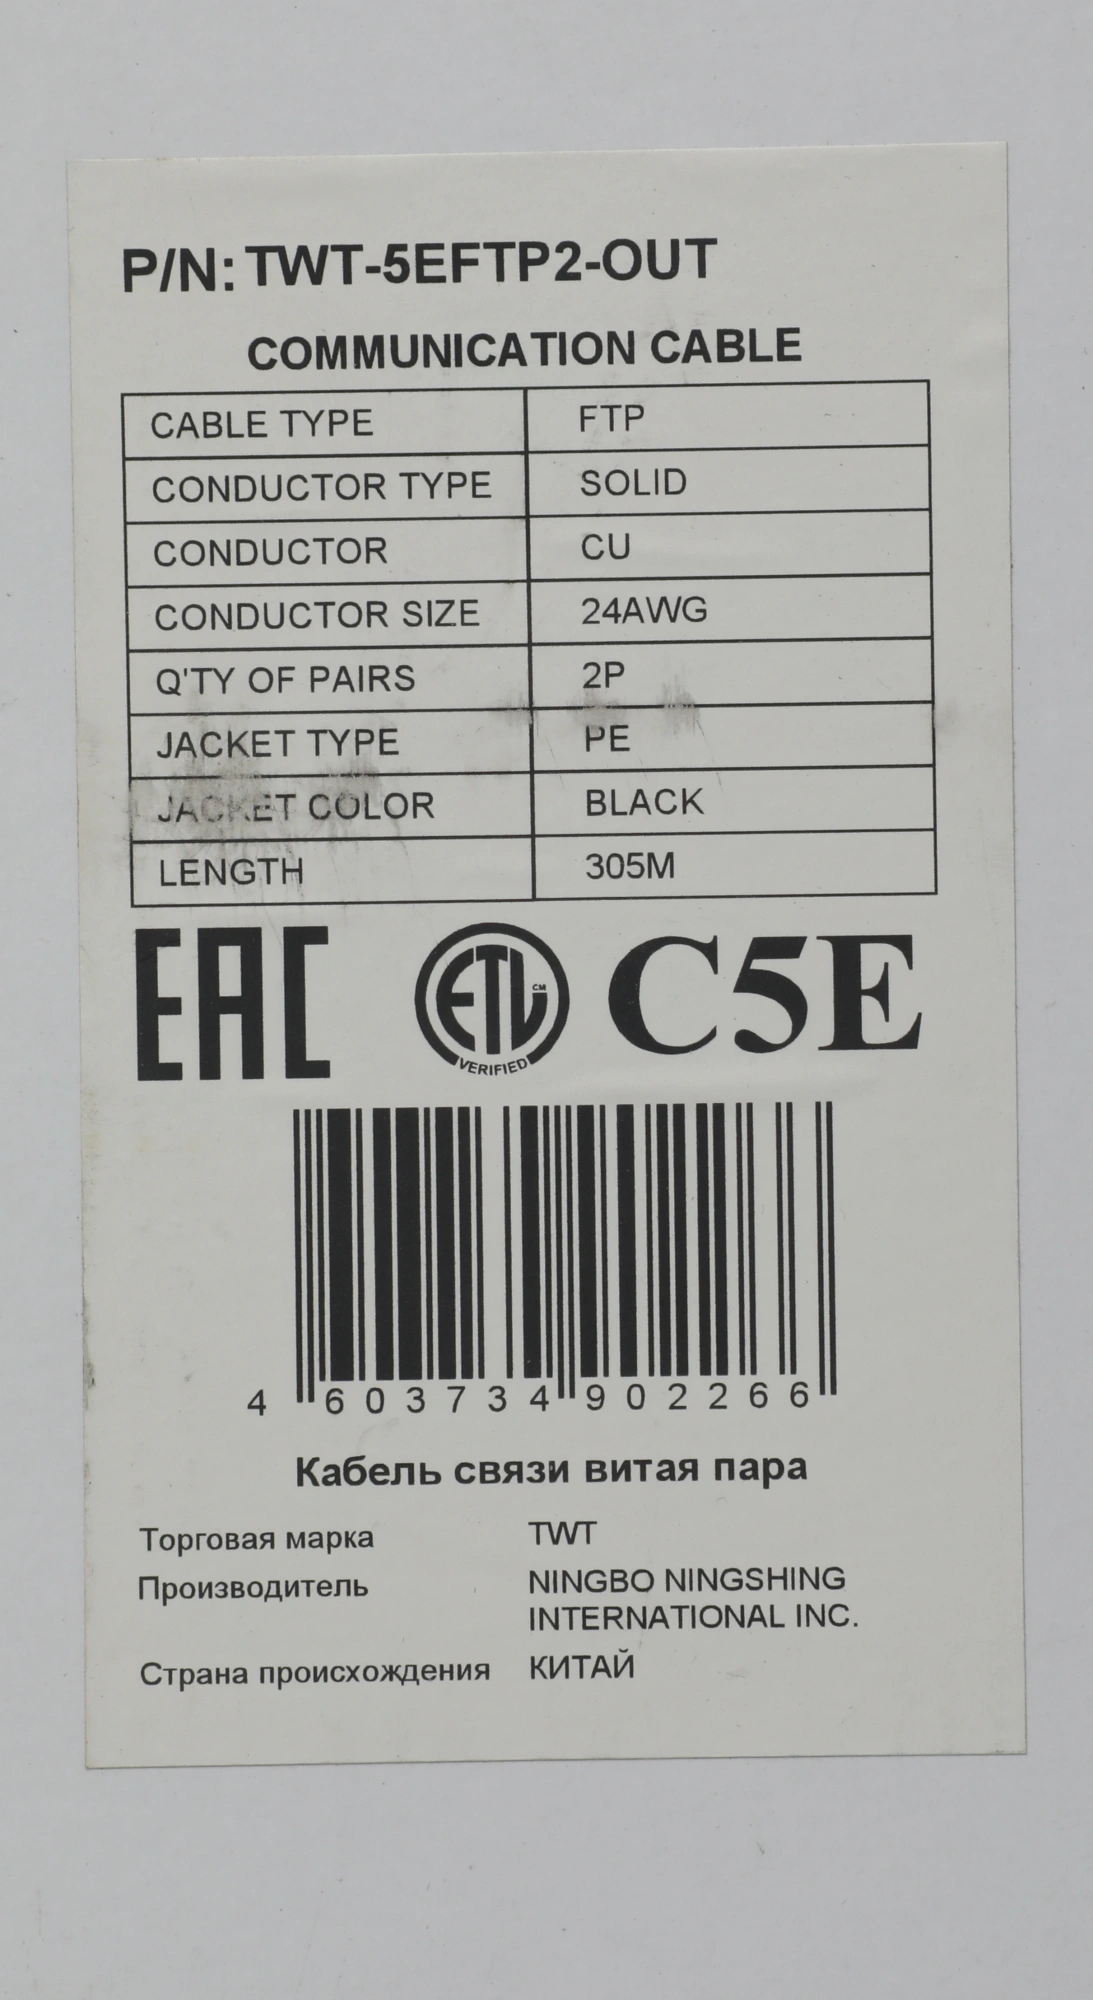 P/N: TWT-5EFTP2-OUT
COMMUNICATION CABLE
CABLE TYPE FTP
CONDUCTOR TYPE SOLID
CONDUCTOR CU
CONDUCTOR SIZE 24AWG
Q'TY OF PAIRS 2P
JACKET TYPE PE
JACKET COLOR BLACK
LENGTH 305M
EAC ETL CM VERIFIED C5E
4 603734 902266
Кабель связи витая пара
Торговая марка TWT
Производитель NINGBO NINGSHING
INTERNATIONAL INC.
Страна происхождения КИТАЙ